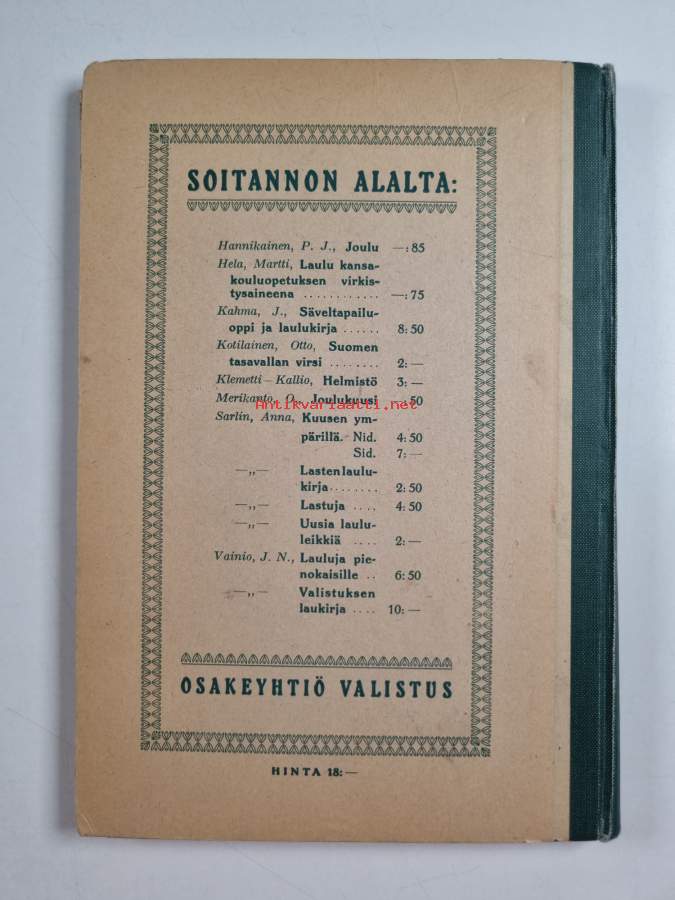 SOITANNON ALALTA:
Hannikainen, P. J., Joulu —:85
Hela, Martti, Laulu kansa-
kouluopetuksen virkis-
tysaineena ............ —:75
Kahma, J., Säveltapailu-
oppi ja laulukirja ...... 8:50
Kotilainen, Otto, Suomen
tasavallan virsi ........ 2:—
Klemetti–Kallio, Helmistö 3:—
Merikanto, O., Joulukuusi :50
Antikvariaatti.net
Sarlin, Anna, Kuusen ym-
pärillä. Nid. 4:50
Sid. 7:—
—„— Lastenlaulu-
kirja........ 2:50
—„— Lastuja .... 4:50
—„— Uusia laulu-
leikkiä .... 2:—
Vainio, J. N., Lauluja pie-
nokaisille .. 6:50
—„— Valistuksen
laukirja .... 10:—
OSAKEYHTIÖ VALISTUS
HINTA 18:—